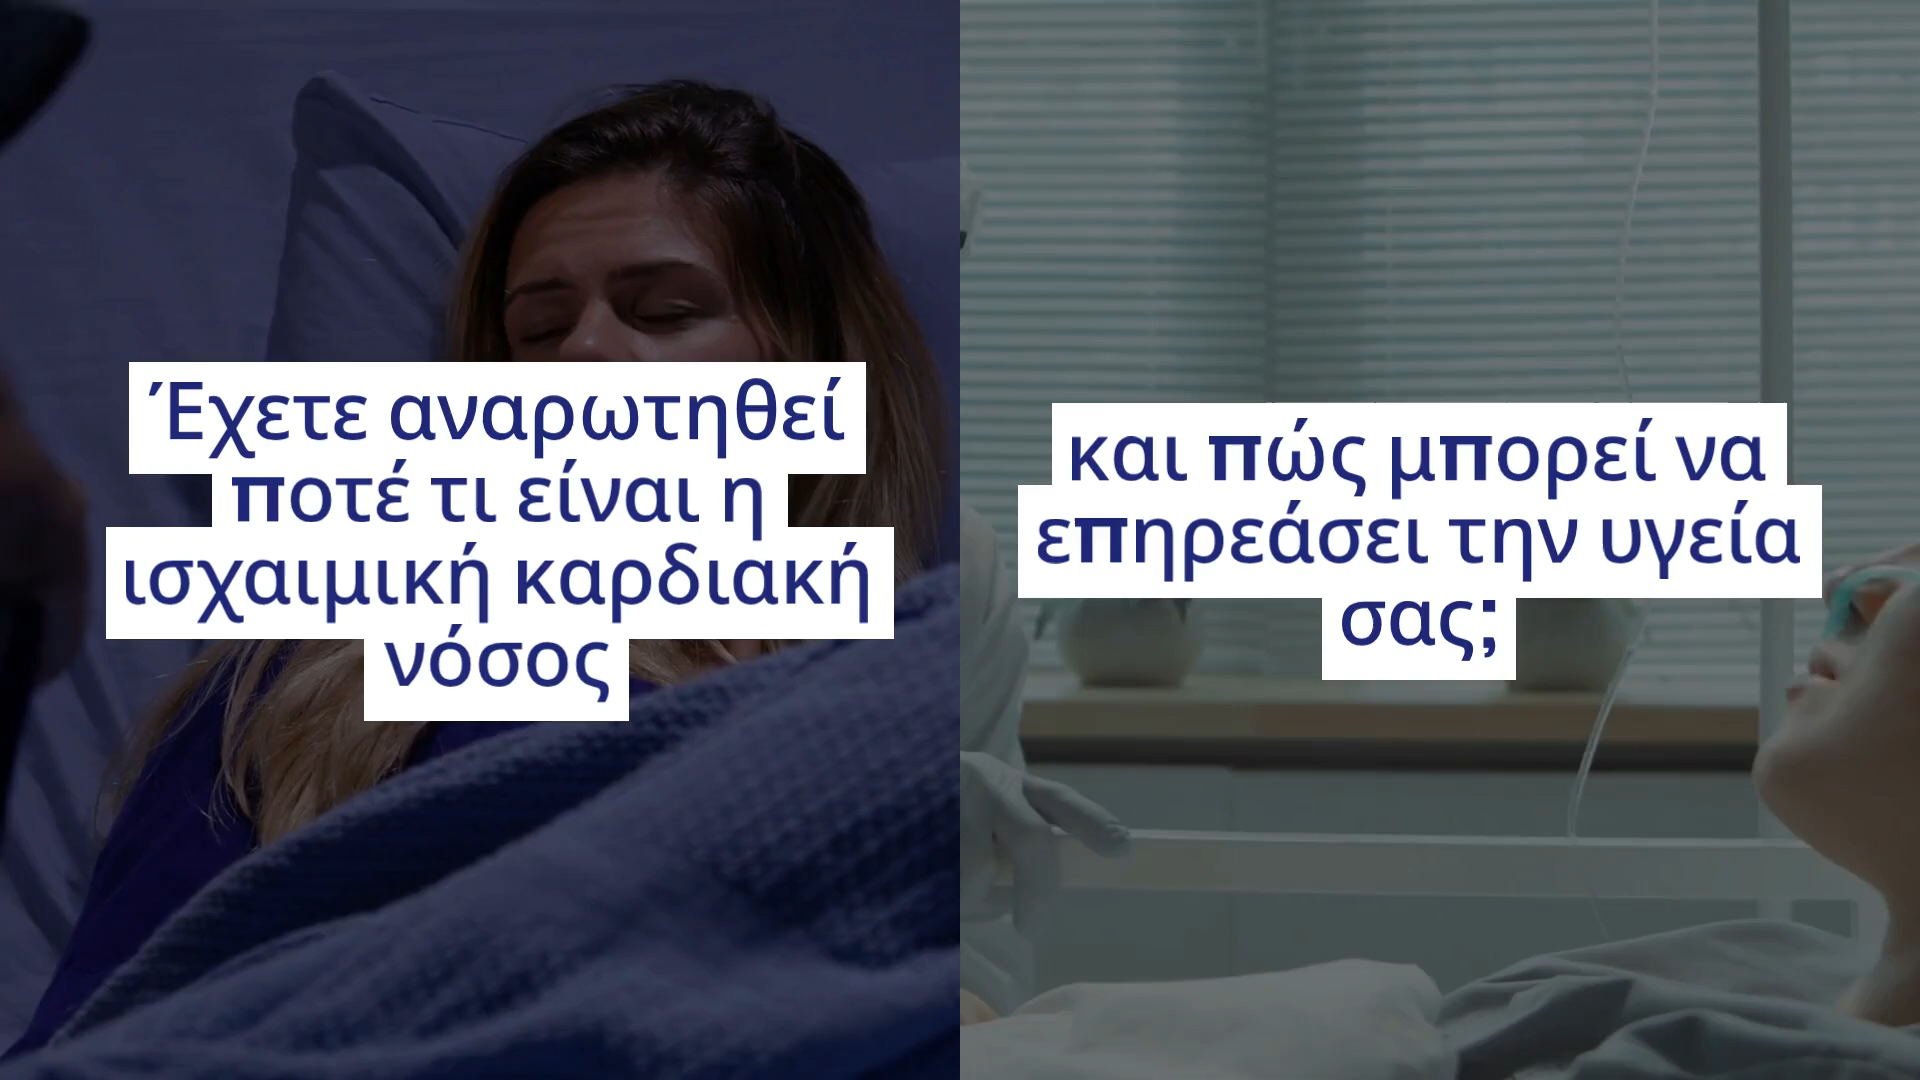 Έχετε αναρωτηθεί
ποτέ τι είναι η
ισχαιμική καρδιακή
νόσος
και πώς μπορεί να
επηρεάσει την υγεία
σας;